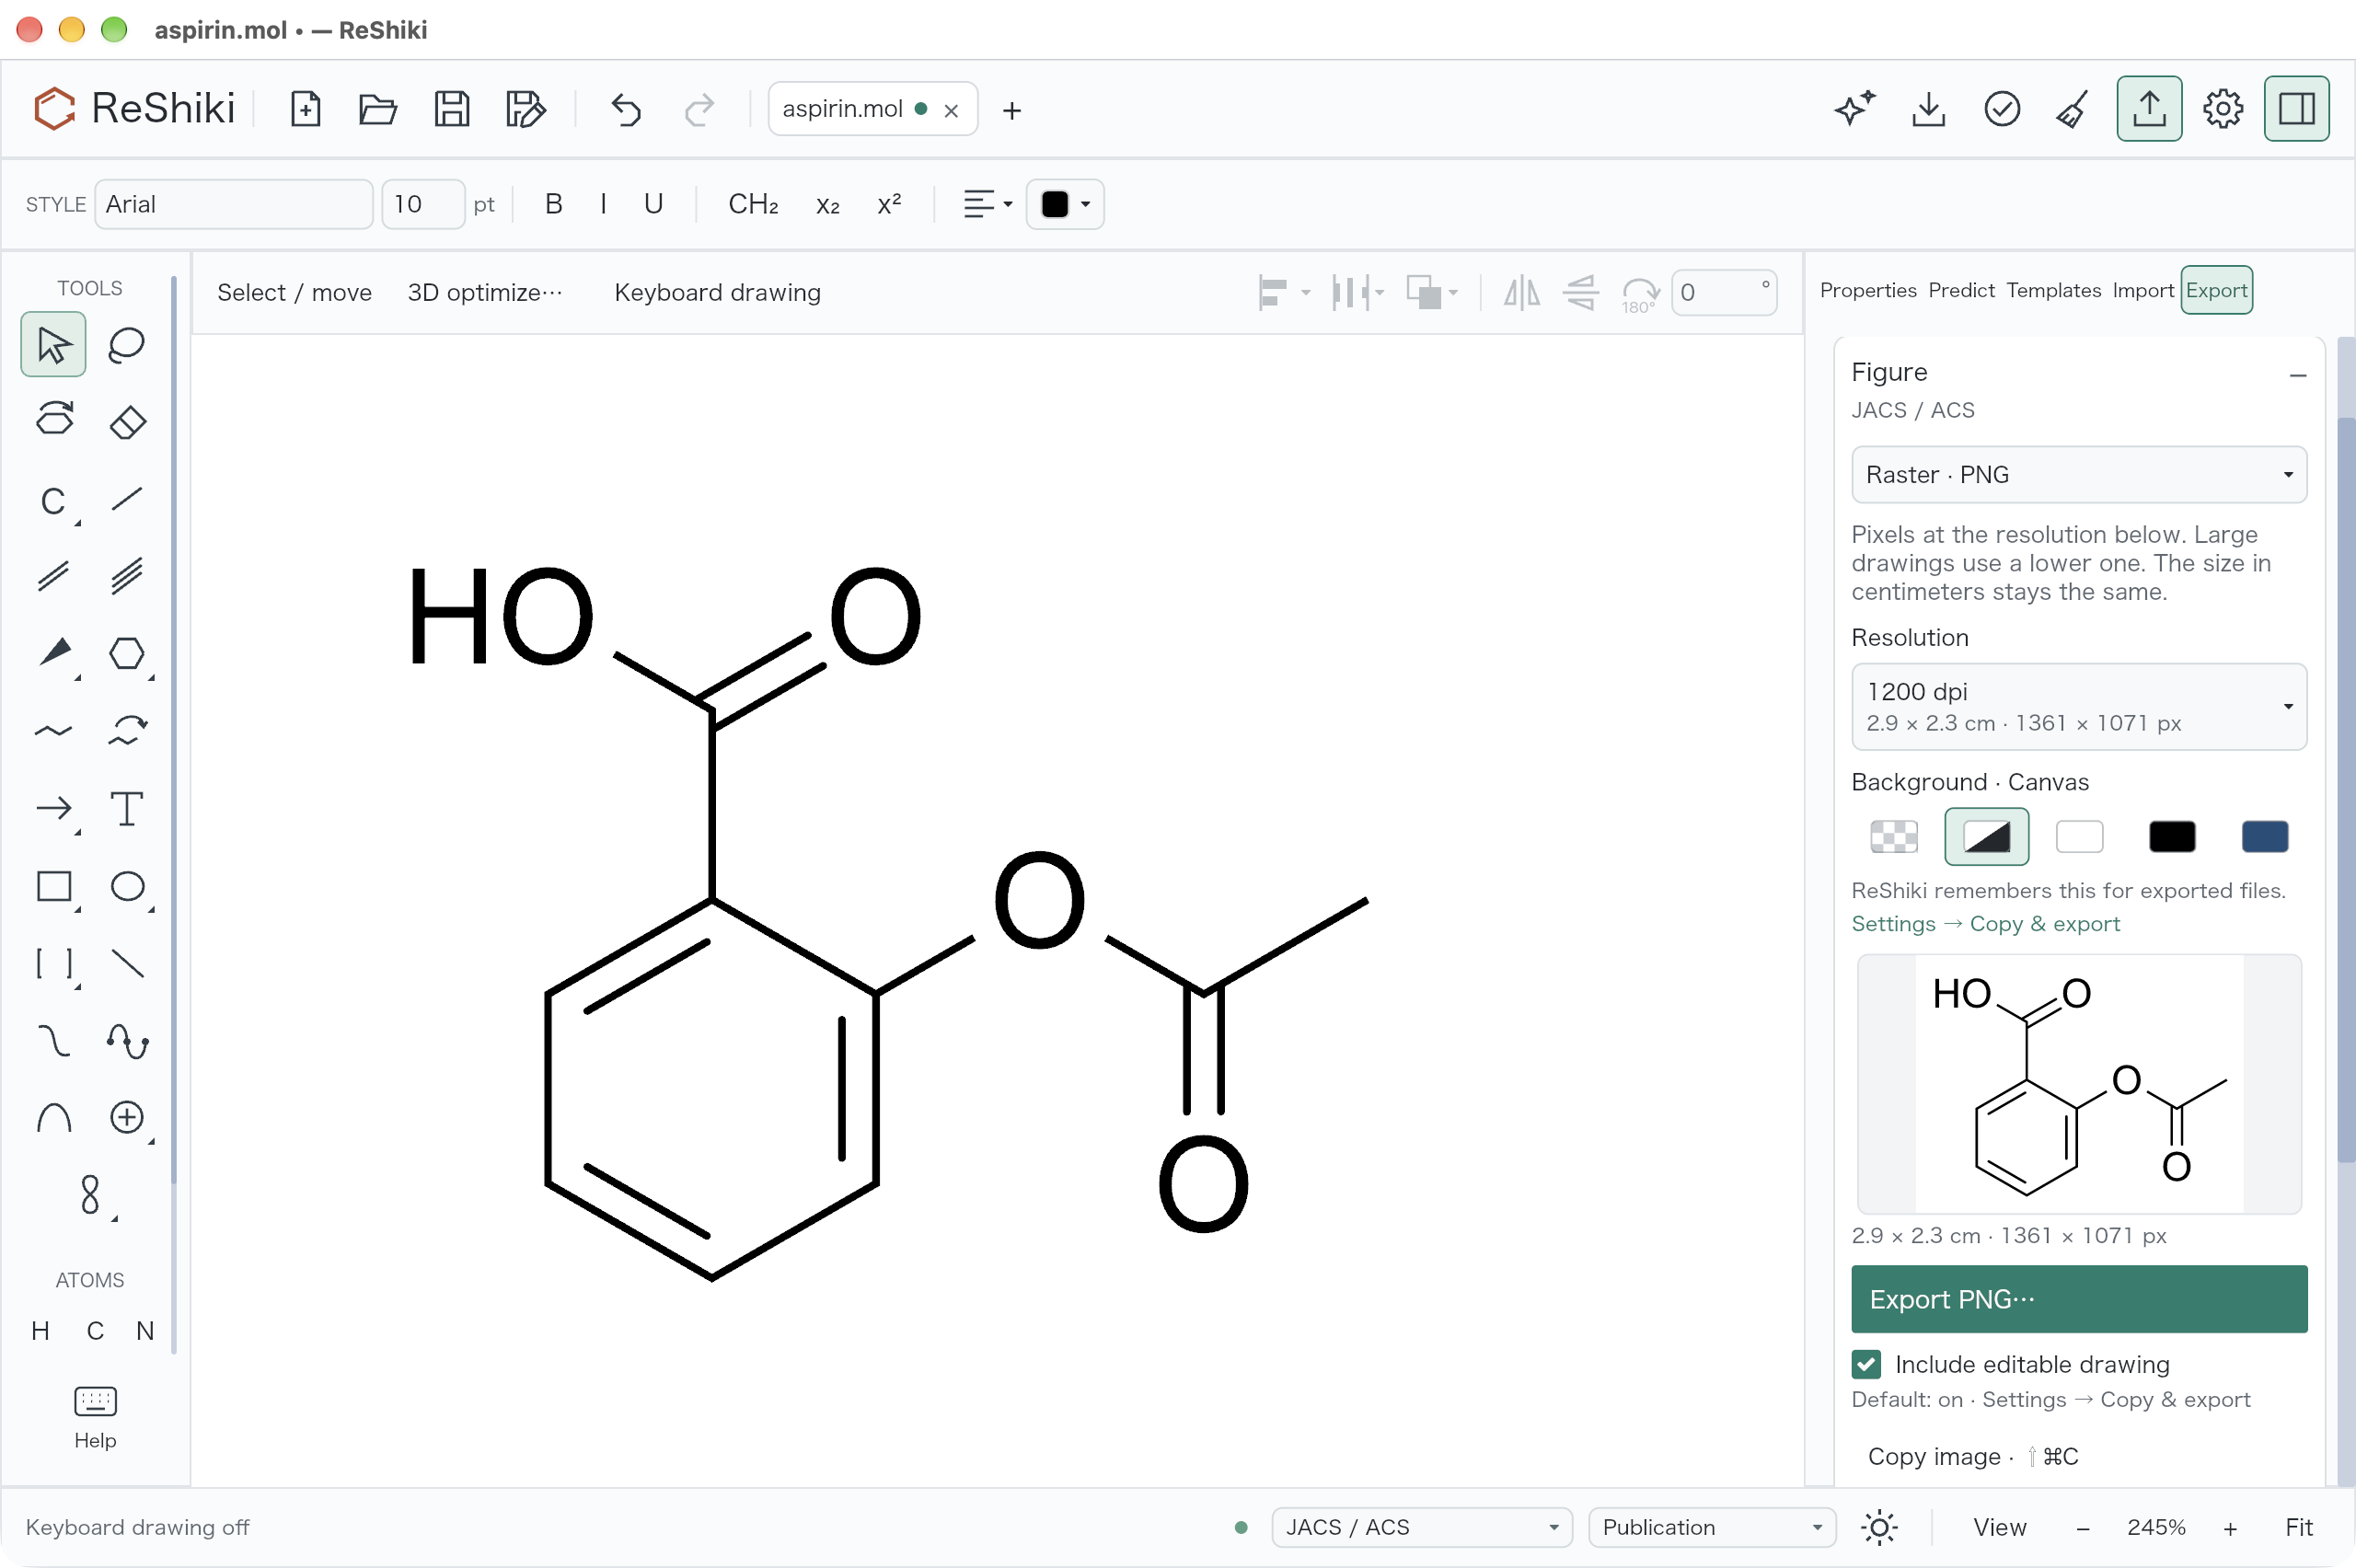 aspirin.mol • — ReShiki
ReShiki
aspirin.mol
STYLE Arial 10 pt B I U CH₂ x₂ x²
TOOLS
Select / move 3D optimize… Keyboard drawing
180° 0 °
Properties Predict Templates Import Export
C
T
[ ]
ATOMS
H C N
Help
HO O
O
O
Figure
JACS / ACS
Raster · PNG
Pixels at the resolution below. Large
drawings use a lower one. The size in
centimeters stays the same.
Resolution
1200 dpi
2.9 × 2.3 cm · 1361 × 1071 px
Background · Canvas
ReShiki remembers this for exported files.
Settings → Copy & export
HO O
O
O
2.9 × 2.3 cm · 1361 × 1071 px
Export PNG…
Include editable drawing
Default: on · Settings → Copy & export
Copy image · ⇧⌘C
Keyboard drawing off
JACS / ACS Publication View − 245% + Fit